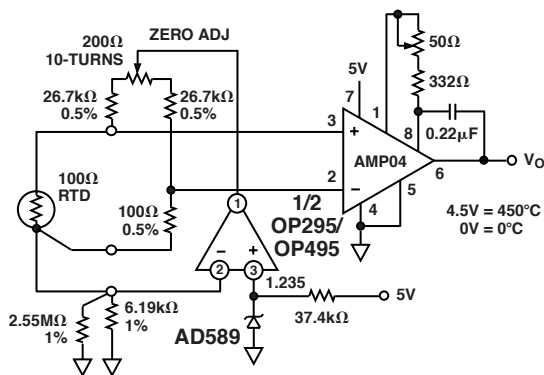 ZERO ADJ
200Ω
10-TURNS
26.7kΩ
0.5%
26.7kΩ
0.5%
100Ω
RTD
100Ω
0.5%
2.55MΩ
1%
6.19kΩ
1%
1
2
3
–
+
1/2
OP295/
OP495
1.235
AD589
37.4kΩ
5V
5V
7
1
3
+
2
–
AMP04
8
6
5
4
50Ω
332Ω
0.22µF
VO
4.5V = 450°C
0V = 0°C